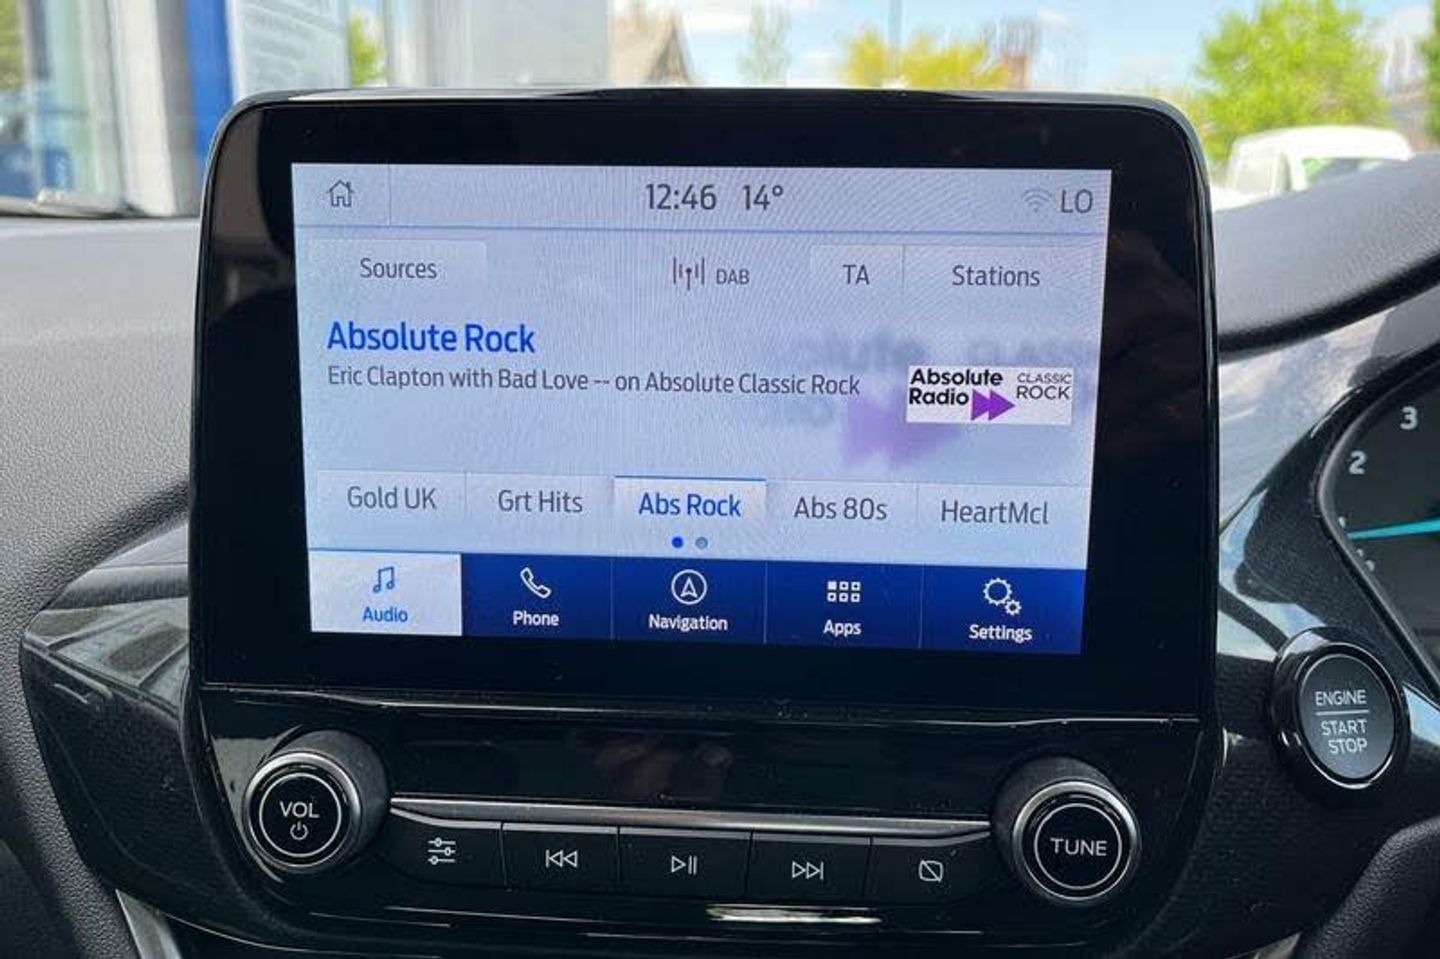 12:46 14° LO
Sources DAB TA Stations
Absolute Rock
Eric Clapton with Bad Love -- on Absolute Classic Rock
Absolute
Radio
CLASSIC
ROCK
Gold UK Grt Hits Abs Rock Abs 80s HeartMcl
Audio Phone Navigation Apps Settings
VOL
TUNE
ENGINE
START
STOP
3
2
1